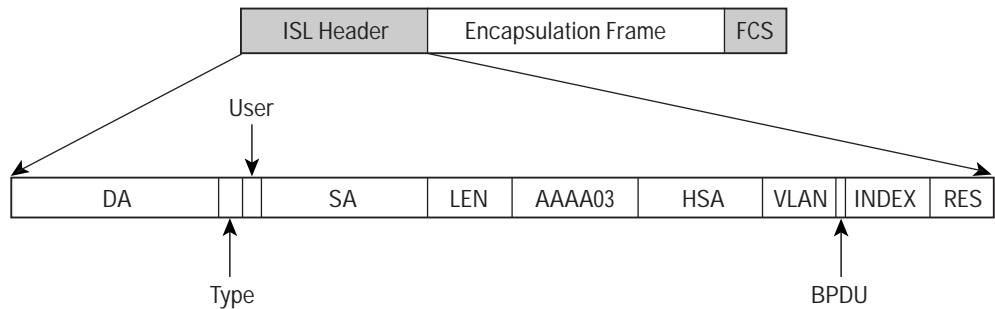 ISL Header Encapsulation Frame FCS
User
DA SA LEN AAAA03 HSA VLAN INDEX RES
Type BPDU